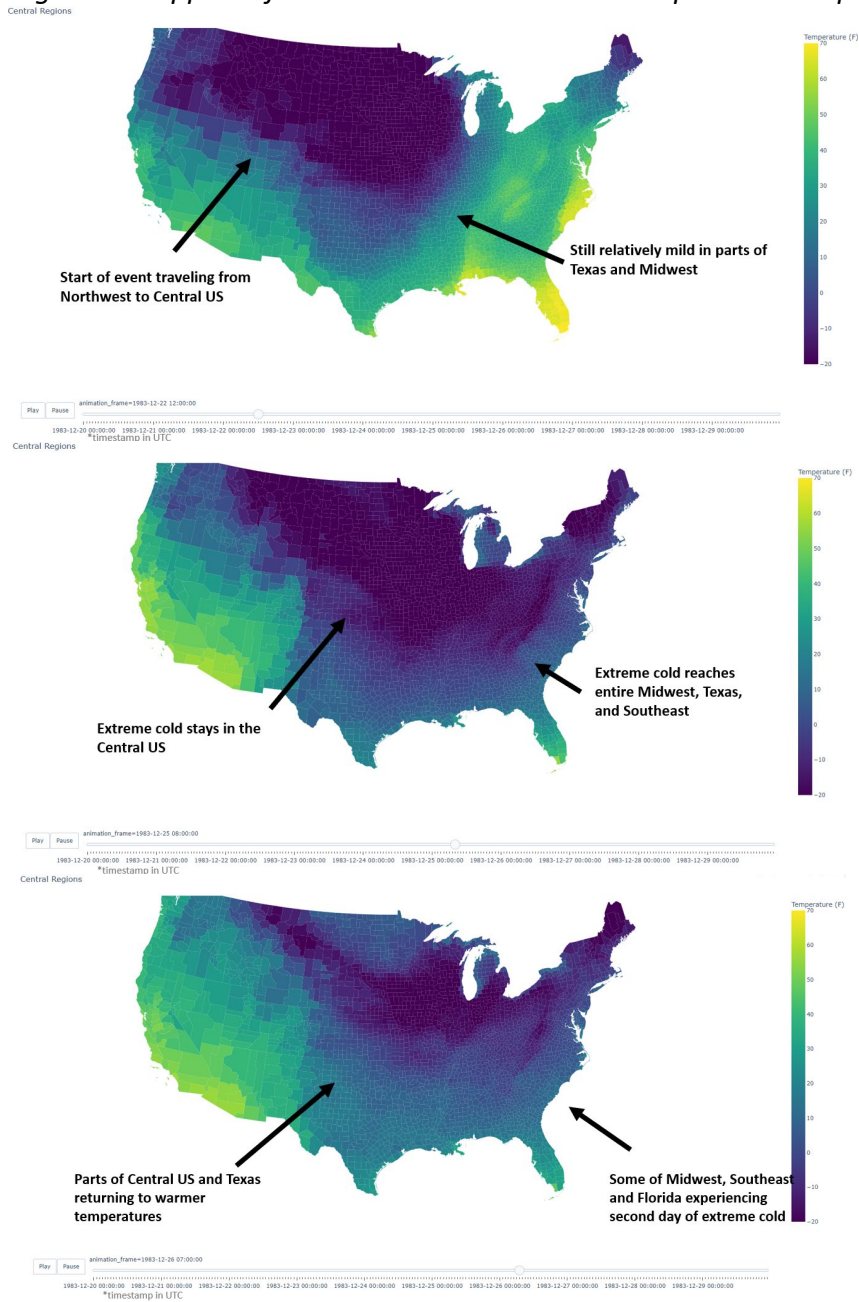 Central Regions
Temperature (F)
70
60
50
40
30
20
10
0
−10
−20
Start of event traveling from
Northwest to Central US
Still relatively mild in parts of
Texas and Midwest
Play Pause animation_frame=1983-12-22 12:00:00
1983-12-20 00:00:00 1983-12-21 00:00:00 1983-12-22 00:00:00 1983-12-23 00:00:00 1983-12-24 00:00:00 1983-12-25 00:00:00 1983-12-26 00:00:00 1983-12-27 00:00:00 1983-12-28 00:00:00 1983-12-29 00:00:00
*timestamp in UTC
Central Regions
Temperature (F)
70
60
50
40
30
20
10
0
−10
−20
Extreme cold stays in the
Central US
Extreme cold reaches
entire Midwest, Texas,
and Southeast
Play Pause animation_frame=1983-12-25 08:00:00
1983-12-20 00:00:00 1983-12-21 00:00:00 1983-12-22 00:00:00 1983-12-23 00:00:00 1983-12-24 00:00:00 1983-12-25 00:00:00 1983-12-26 00:00:00 1983-12-27 00:00:00 1983-12-28 00:00:00 1983-12-29 00:00:00
*timestamp in UTC
Central Regions
Temperature (F)
70
60
50
40
30
20
10
0
−10
−20
Parts of Central US and Texas
returning to warmer
temperatures
Some of Midwest, Southeast
and Florida experiencing
second day of extreme cold
Play Pause animation_frame=1983-12-26 07:00:00
1983-12-20 00:00:00 1983-12-21 00:00:00 1983-12-22 00:00:00 1983-12-23 00:00:00 1983-12-24 00:00:00 1983-12-25 00:00:00 1983-12-26 00:00:00 1983-12-27 00:00:00 1983-12-28 00:00:00 1983-12-29 00:00:00
*timestamp in UTC